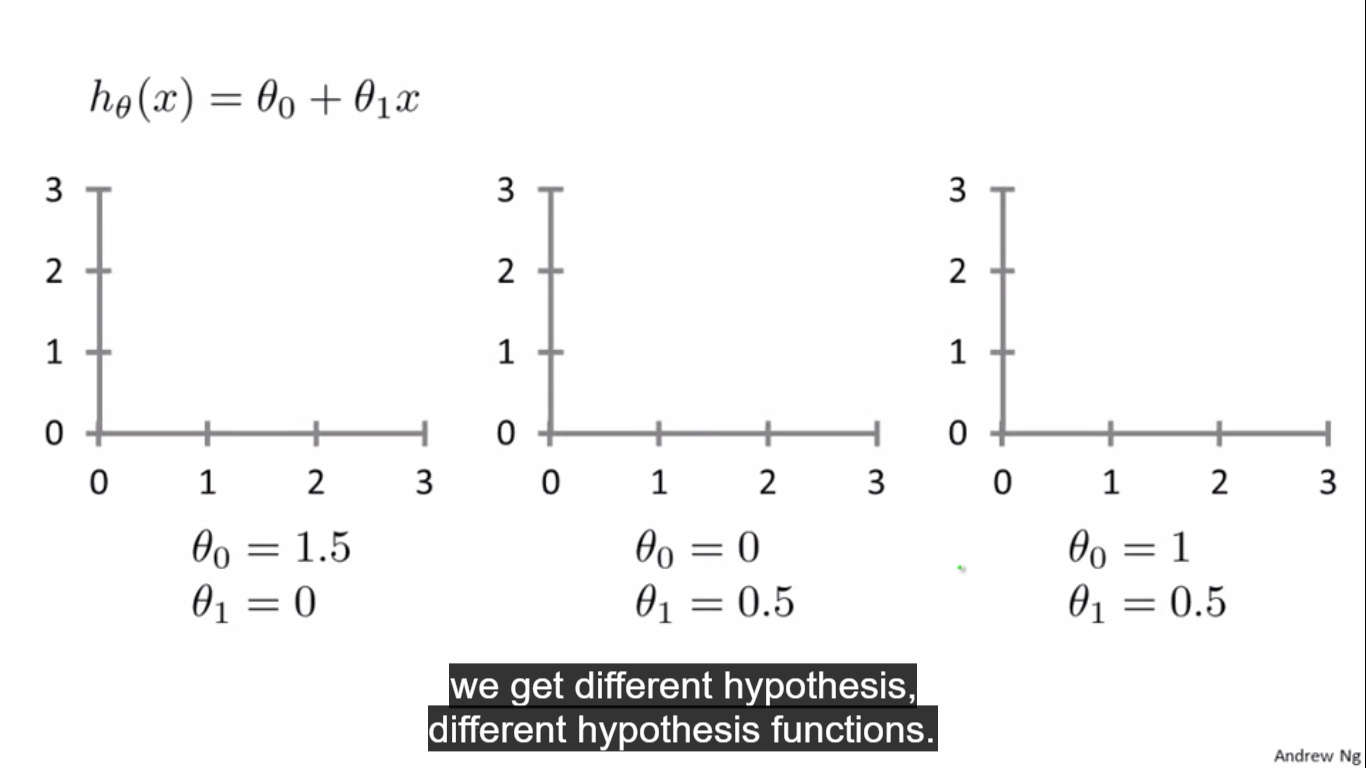 hθ(x) = θ0 + θ1x
3
2
1
0
0 1 2 3
θ0 = 1.5
θ1 = 0
3
2
1
0
0 1 2 3
θ0 = 0
θ1 = 0.5
3
2
1
0
0 1 2 3
θ0 = 1
θ1 = 0.5
we get different hypothesis,
different hypothesis functions.
Andrew Ng